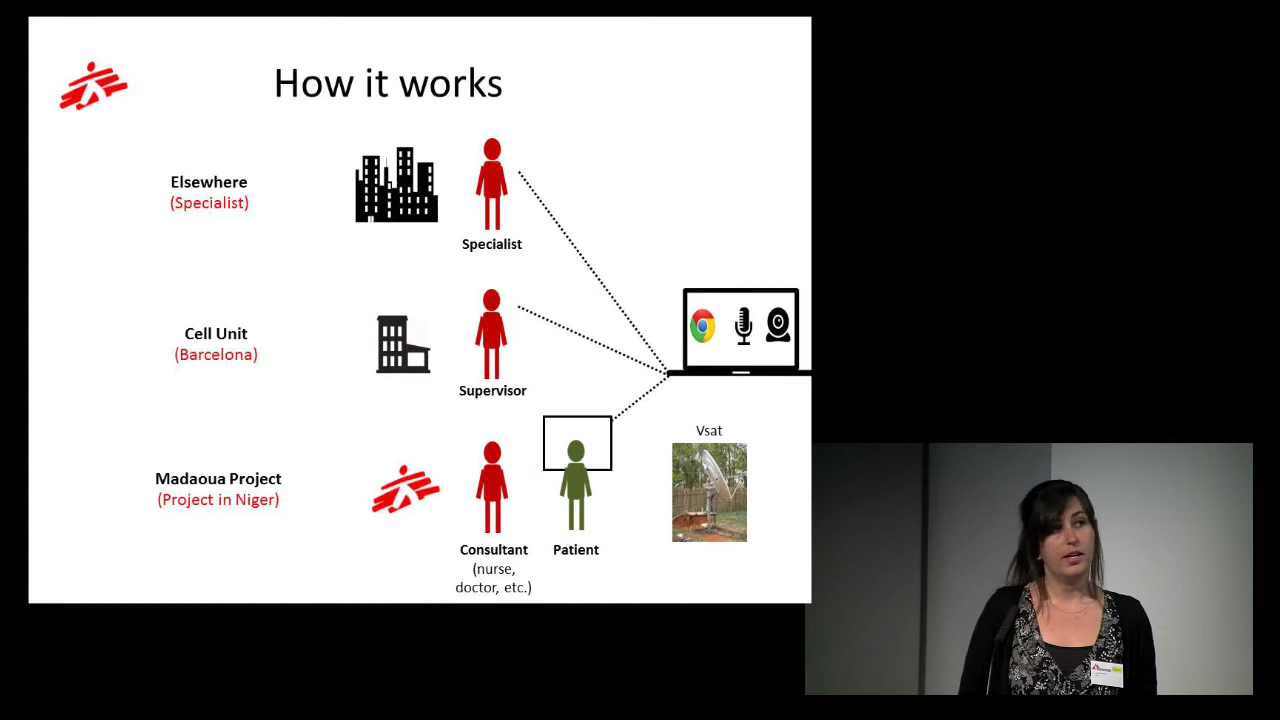 How it works
Elsewhere
(Specialist)
Specialist
Cell Unit
(Barcelona)
Supervisor
Vsat
Madaoua Project
(Project in Niger)
Consultant
(nurse,
doctor, etc.)
Patient